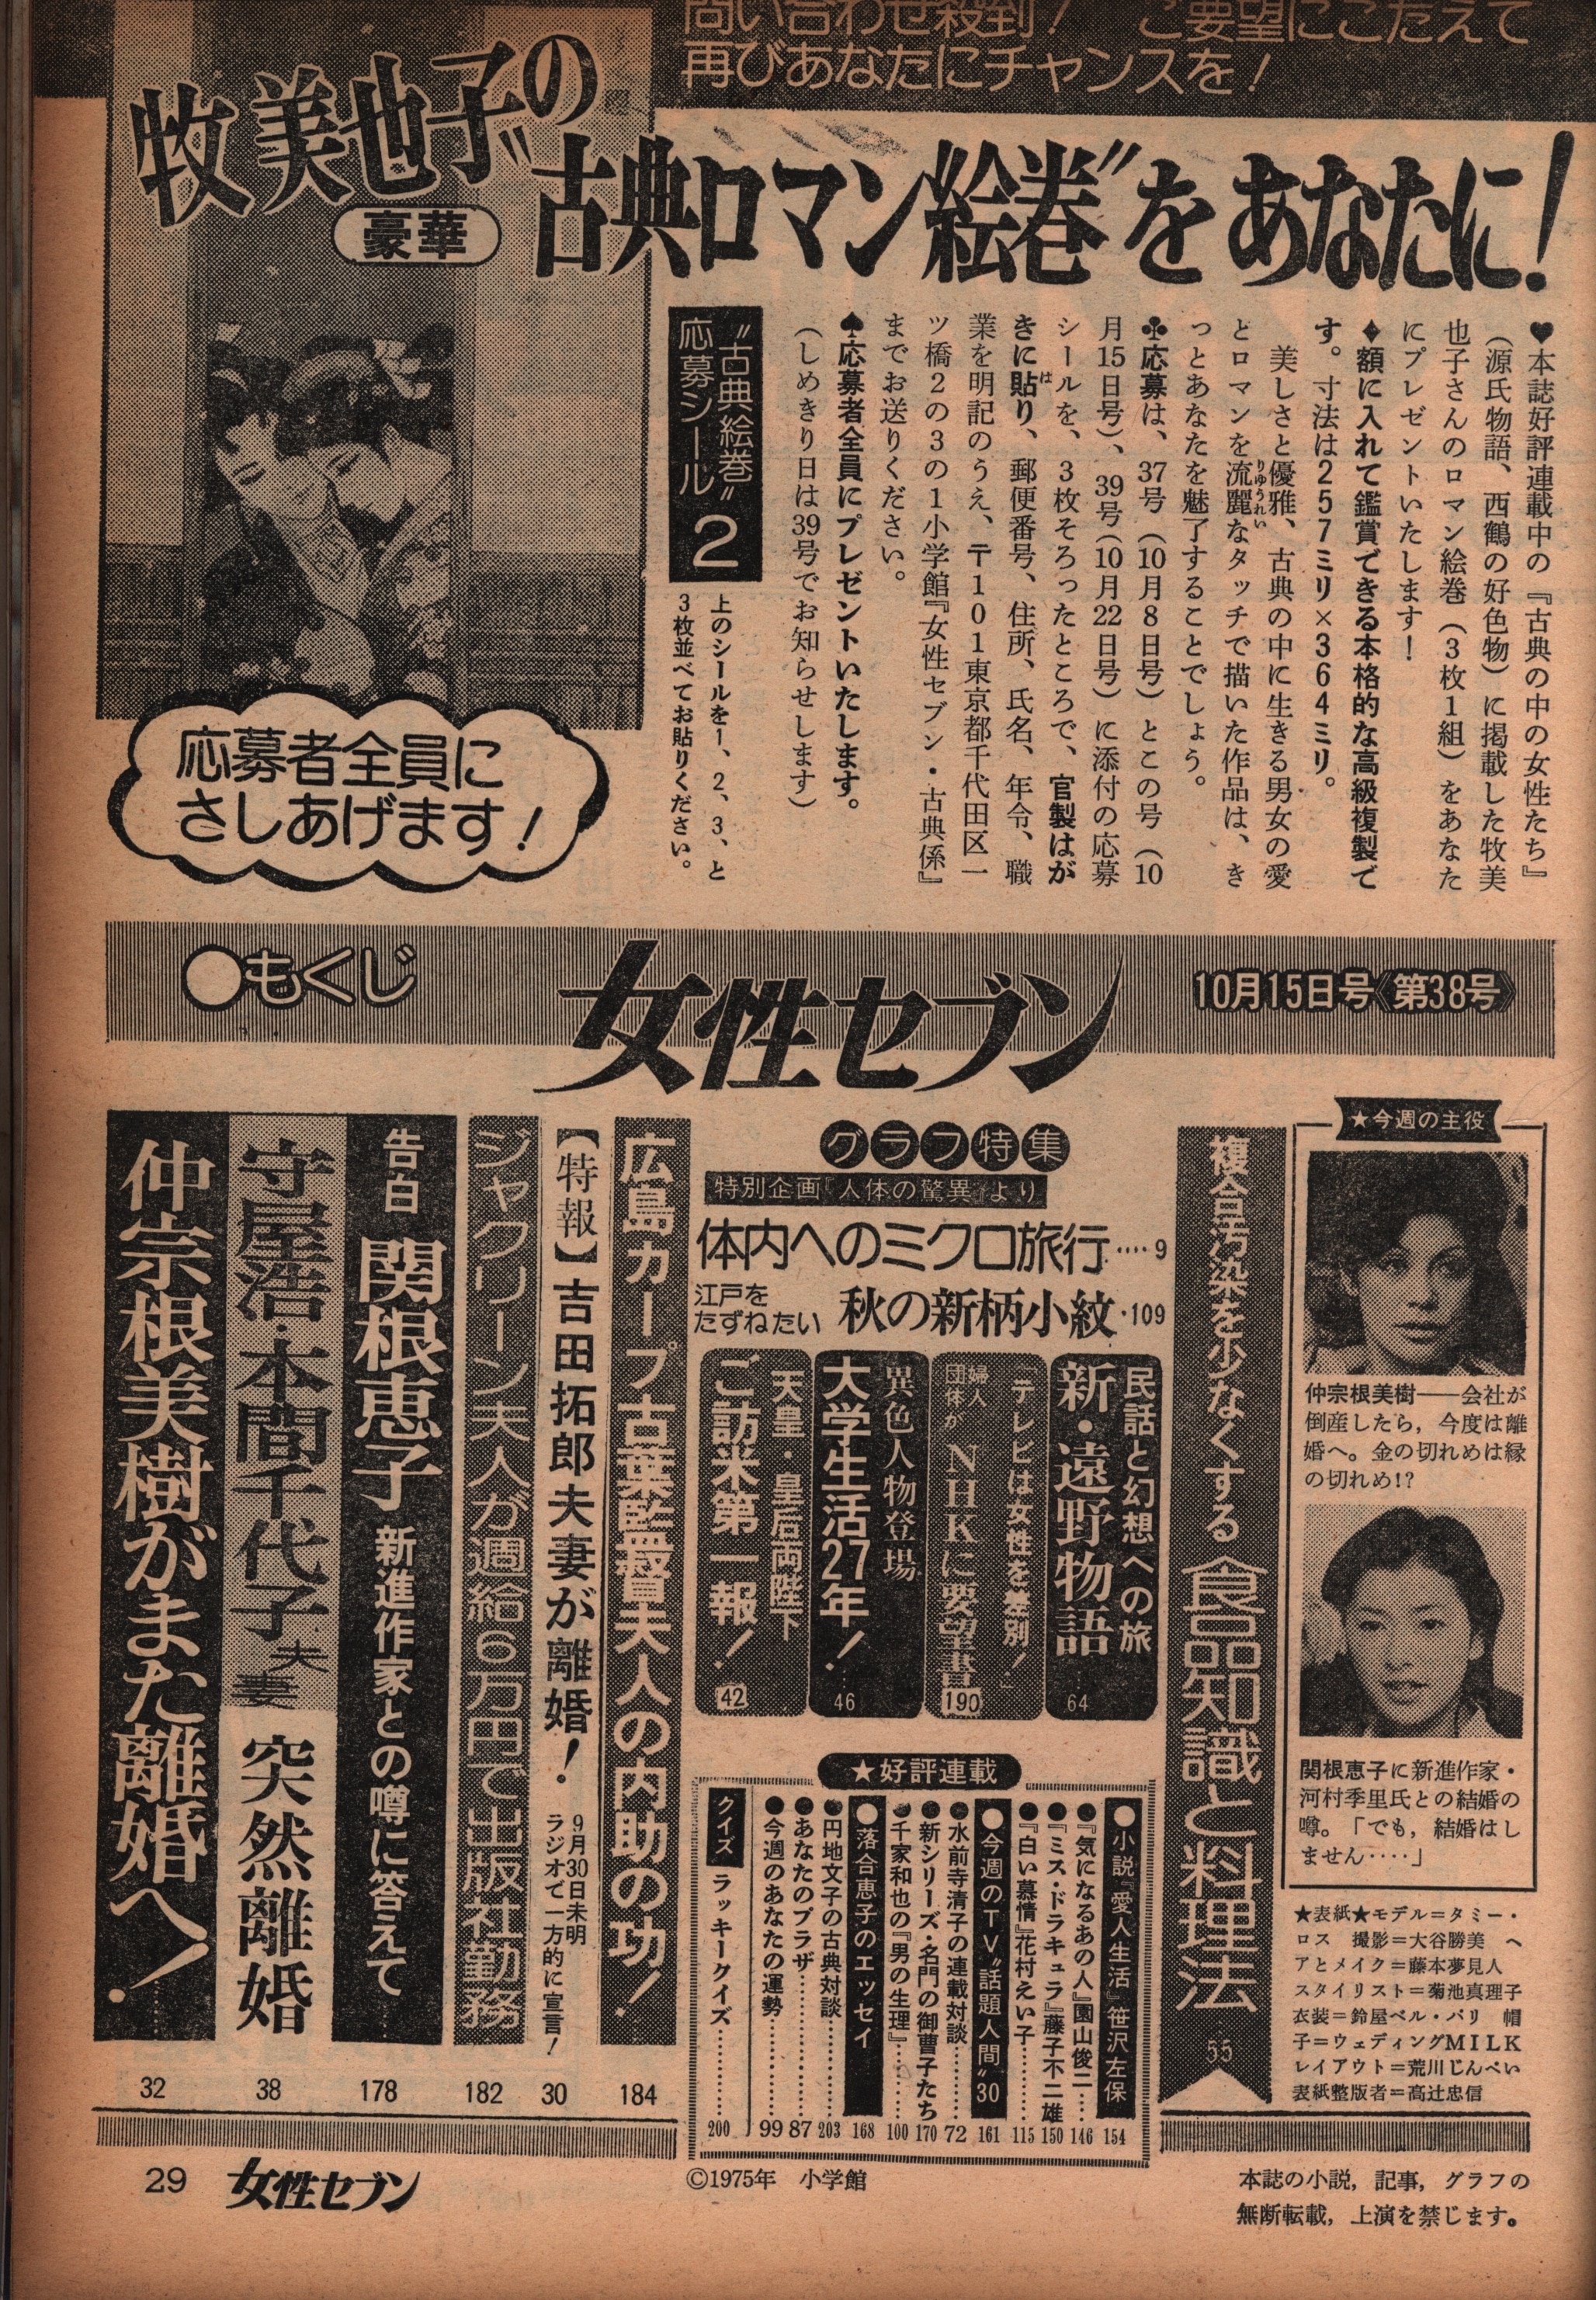 問い合わせ殺到！　ご要望にこたえて
再びあなたにチャンスを！
牧美也子の
豪華
“古典ロマン絵巻”をあなたに！
♥本誌好評連載中の『古典の中の女性たち』
（源氏物語、西鶴の好色物）に掲載した牧美
也子さんのロマン絵巻（３枚１組）をあなた
にプレゼントいたします！
♦額に入れて鑑賞できる本格的な高級複製で
す。寸法は２５７ミリ×３６４ミリ。
　美しさと優雅、古典の中に生きる男女の愛
とロマンを流麗なタッチで描いた作品は、き
っとあなたを魅了することでしょう。
♣応募は、37号（10月８日号）とこの号（10
月15日号）、39号（10月22日号）に添付の応募
シールを、３枚そろったところで、官製はが
きに貼り、郵便番号、住所、氏名、年令、職
業を明記のうえ、〒１０１東京都千代田区一
ツ橋２の３の１小学館『女性セブン・古典係』
までお送りください。
♠応募者全員にプレゼントいたします。
（しめきり日は39号でお知らせします）
“古典絵巻”
応募シール 2
上のシールを１、２、３、と
３枚並べてお貼りください。
応募者全員に
さしあげます！
●もくじ
女性セブン
10月15日号《第38号》
★今週の主役
仲宗根美樹――会社が
倒産したら，今度は離
婚へ。金の切れめは縁
の切れめ!?
関根恵子に新進作家・
河村季里氏との結婚の
噂。「でも，結婚はし
ません‥‥」
★表紙★モデル＝タミー・
ロス　撮影＝大谷勝美　ヘ
アとメイク＝藤本夢見人
スタイリスト＝菊池真理子
衣装＝鈴屋ベル・パリ　帽
子＝ウェディングMILK
レイアウト＝荒川じんぺい
表紙整版者＝高辻忠信
複合汚染を少なくする 食品知識と料理法 55
グラフ特集
特別企画『人体の驚異』より
体内へのミクロ旅行‥‥9
江戸を
たずねたい 秋の新柄小紋・109
民話と幻想への旅
新・遠野物語 64
「テレビは女性を差別！」
婦人団体が NHKに要望書 190
異色人物登場
大学生活27年！ 46
天皇・皇后両陛下
ご訪米第一報！ 42
★好評連載
●小説『愛人生活』笹沢左保 154
●『気になるあの人』園山俊二‥‥ 146
●『ミス・ドラキュラ』藤子不二雄 150
●『白い慕情』花村えい子‥‥‥ 115
●今週のTV“話題人間”30 161
●水前寺清子の連載対談‥‥‥ 72
●新シリーズ・名門の御曹子たち 170
●千家和也の『男の生理』‥‥‥ 100
●落合恵子のエッセイ 168
●円地文子の古典対談‥‥‥‥ 203
●あなたのプラザ‥‥‥‥‥ 87
●今週のあなたの運勢‥‥‥‥ 99
クイズ ラッキークイズ‥‥‥‥ 200
広島カープ古葉監督夫人の内助の功！ 184
【特報】吉田拓郎夫妻が離婚！ 9月30日未明
ラジオで一方的に宣言！ 30
ジャクリーン夫人が週給６万円で出版社勤務 182
告白 関根恵子 新進作家との噂に答えて 178
守屋浩・本間千代子夫妻 突然離婚 38
仲宗根美樹がまた離婚へ！ 32
29 女性セブン
©1975年　小学館
本誌の小説，記事，グラフの
無断転載，上演を禁じます。